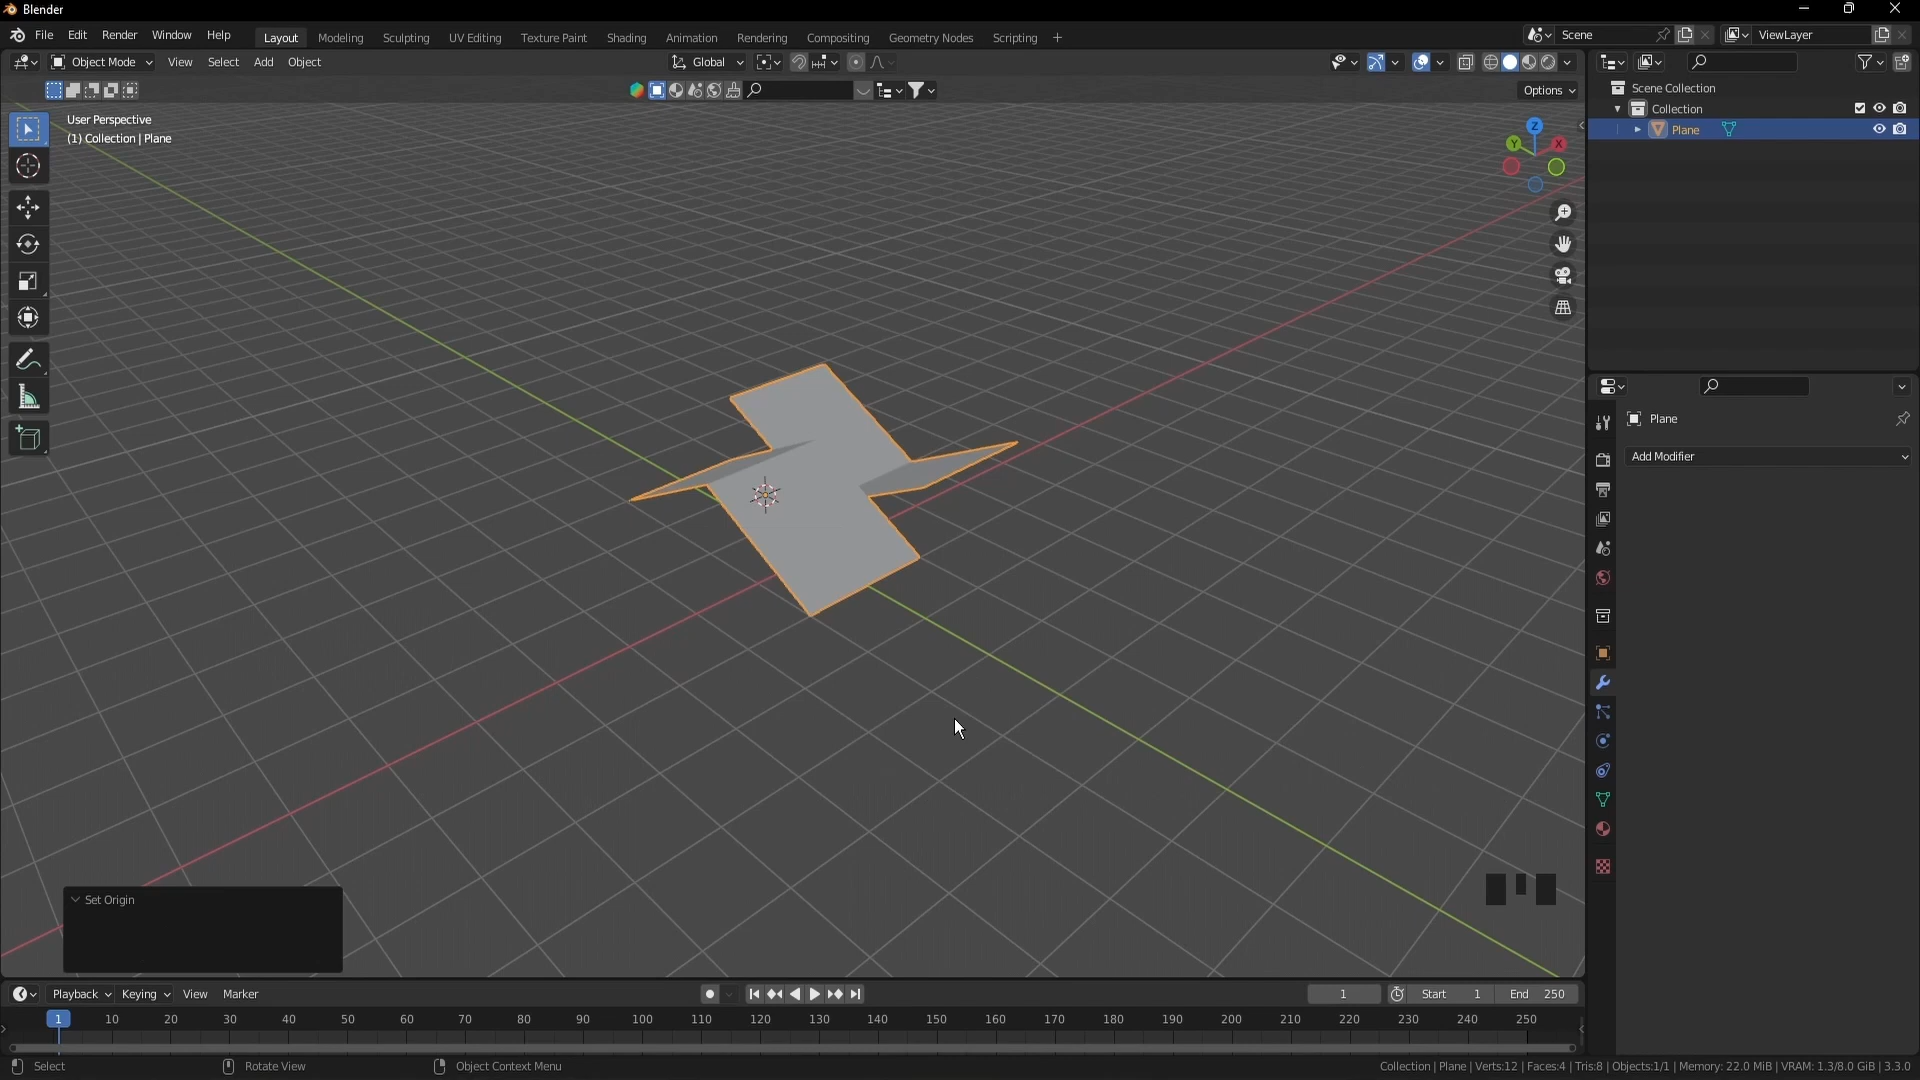 Blender
File Edit Render Window Help
Layout Modeling Sculpting UV Editing Texture Paint Shading Animation Rendering Compositing Geometry Nodes Scripting +
Scene
ViewLayer
Object Mode View Select Add Object
Global
Options
User Perspective
(1) Collection | Plane
Z
Y
X
Scene Collection
Collection
Plane
Plane
Add Modifier
Set Origin
Playback Keying View Marker
1
Start 1
End 250
1 10 20 30 40 50 60 70 80 90 100 110 120 130 140 150 160 170 180 190 200 210 220 230 240 250
Select
Rotate View
Object Context Menu
Collection | Plane | Verts:12 | Faces:4 | Tris:8 | Objects:1/1 | Memory: 22.0 MiB | VRAM: 1.3/8.0 GiB | 3.3.0